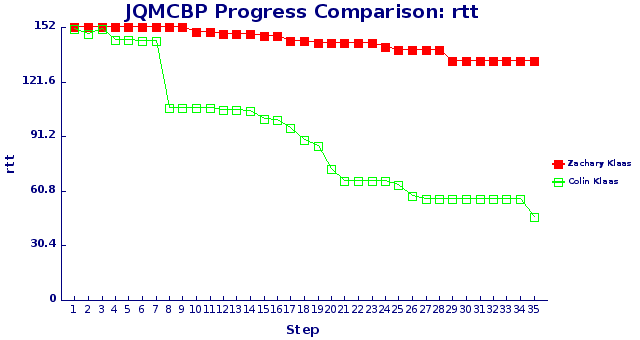 JQMCBP Progress Comparison: rtt
152
121.6
91.2
60.8
30.4
0
rtt
1 2 3 4 5 6 7 8 9 10 11 12 13 14 15 16 17 18 19 20 21 22 23 24 25 26 27 28 29 30 31 32 33 34 35
Step
Zachary Klaas
Colin Klaas